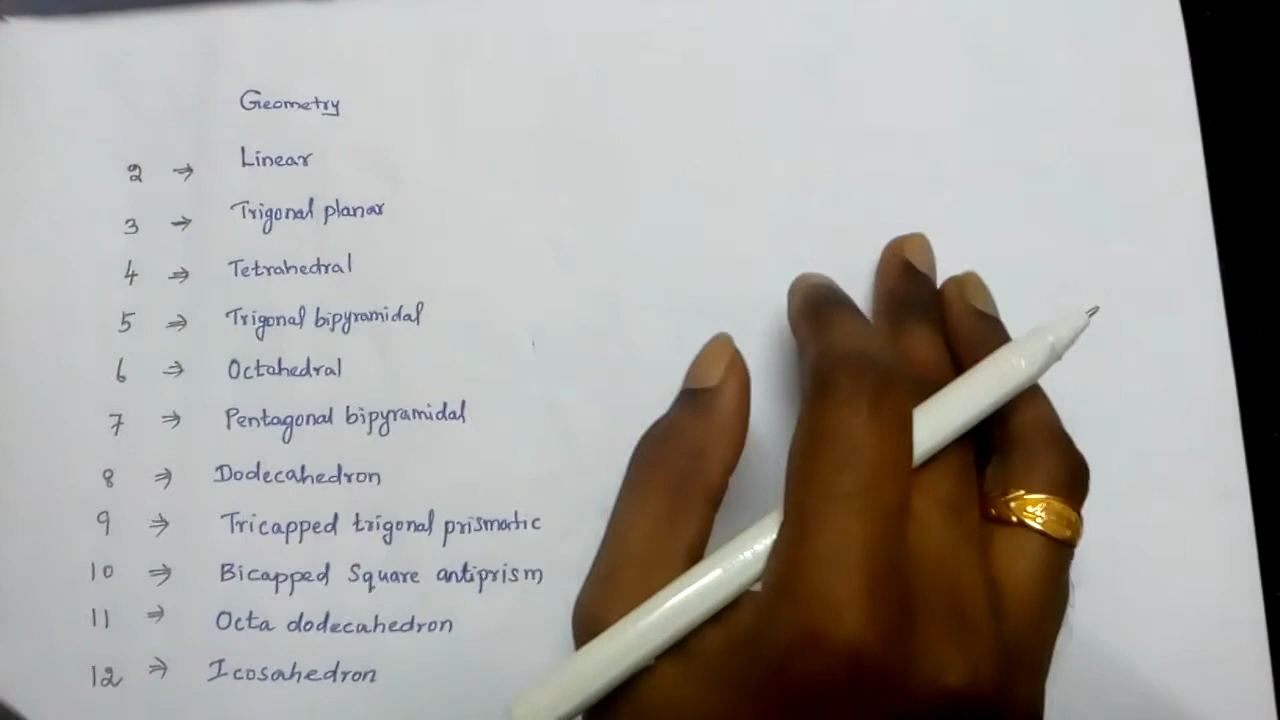 Geometry
2 ⇒ Linear
3 ⇒ Trigonal planar
4 ⇒ Tetrahedral
5 ⇒ Trigonal bipyramidal
6 ⇒ Octahedral
7 ⇒ Pentagonal bipyramidal
8 ⇒ Dodecahedron
9 ⇒ Tricapped trigonal prismatic
10 ⇒ Bicapped Square antiprism
11 ⇒ Octa dodecahedron
12 ⇒ Icosahedron